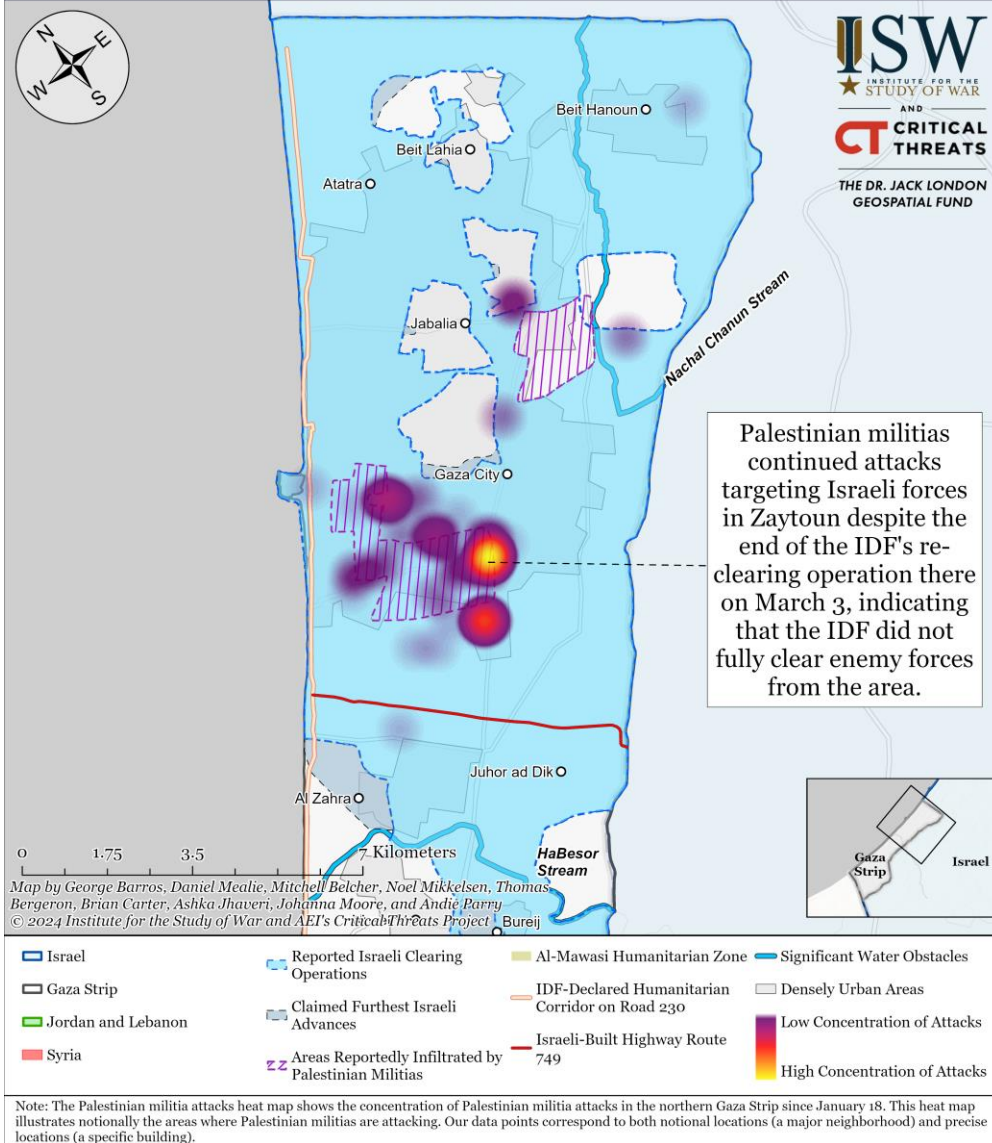 N
E
W
S
ISW
INSTITUTE FOR THE
STUDY OF WAR
AND
CT CRITICAL
THREATS
THE DR. JACK LONDON
GEOSPATIAL FUND
Beit Hanoun
Beit Lahia
Atatra
Jabalia
Nachal Chanun Stream
Gaza City
Palestinian militias
continued attacks
targeting Israeli forces
in Zaytoun despite the
end of the IDF's re-
clearing operation there
on March 3, indicating
that the IDF did not
fully clear enemy forces
from the area.
Juhor ad Dik
Al Zahra
0 1.75 3.5 7 Kilometers
HaBesor
Stream
Gaza
Strip
Israel
Map by George Barros, Daniel Mealie, Mitchell Belcher, Noel Mikkelsen, Thomas
Bergeron, Brian Carter, Ashka Jhaveri, Johanna Moore, and Andie Parry
© 2024 Institute for the Study of War and AEI's Critical Threats Project
Bureij
Israel
Gaza Strip
Jordan and Lebanon
Syria
Reported Israeli Clearing
Operations
Claimed Furthest Israeli
Advances
Areas Reportedly Infiltrated by
Palestinian Militias
Al-Mawasi Humanitarian Zone
IDF-Declared Humanitarian
Corridor on Road 230
Israeli-Built Highway Route
749
Significant Water Obstacles
Densely Urban Areas
Low Concentration of Attacks
High Concentration of Attacks
Note: The Palestinian militia attacks heat map shows the concentration of Palestinian militia attacks in the northern Gaza Strip since January 18. This heat map
illustrates notionally the areas where Palestinian militias are attacking. Our data points correspond to both notional locations (a major neighborhood) and precise
locations (a specific building).